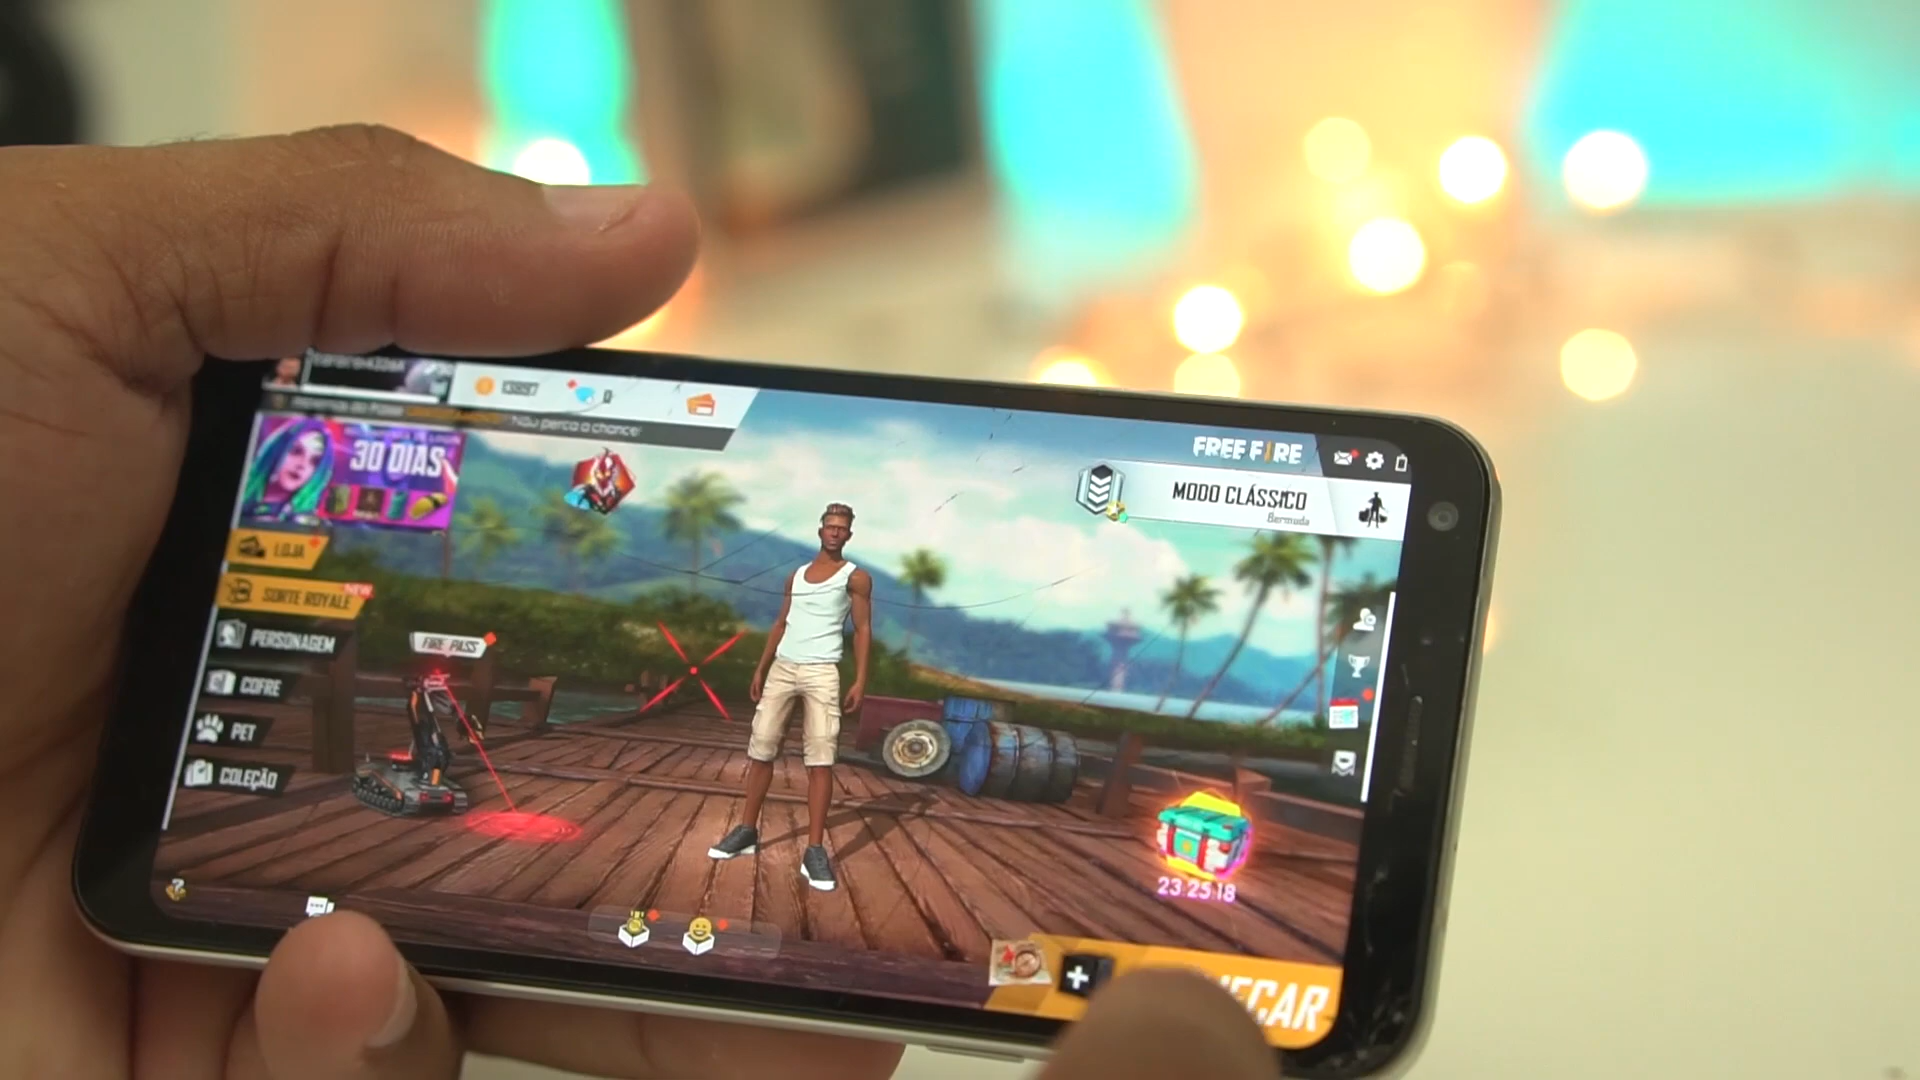 0
Não perca a chance!
30 DIAS
FREE FIRE
MODO CLÁSSICO
Bermuda
LOJA
SORTE ROYALE
NEW
PERSONAGEM
FIRE PASS
COFRE
PET
COLEÇÃO
23:25:18